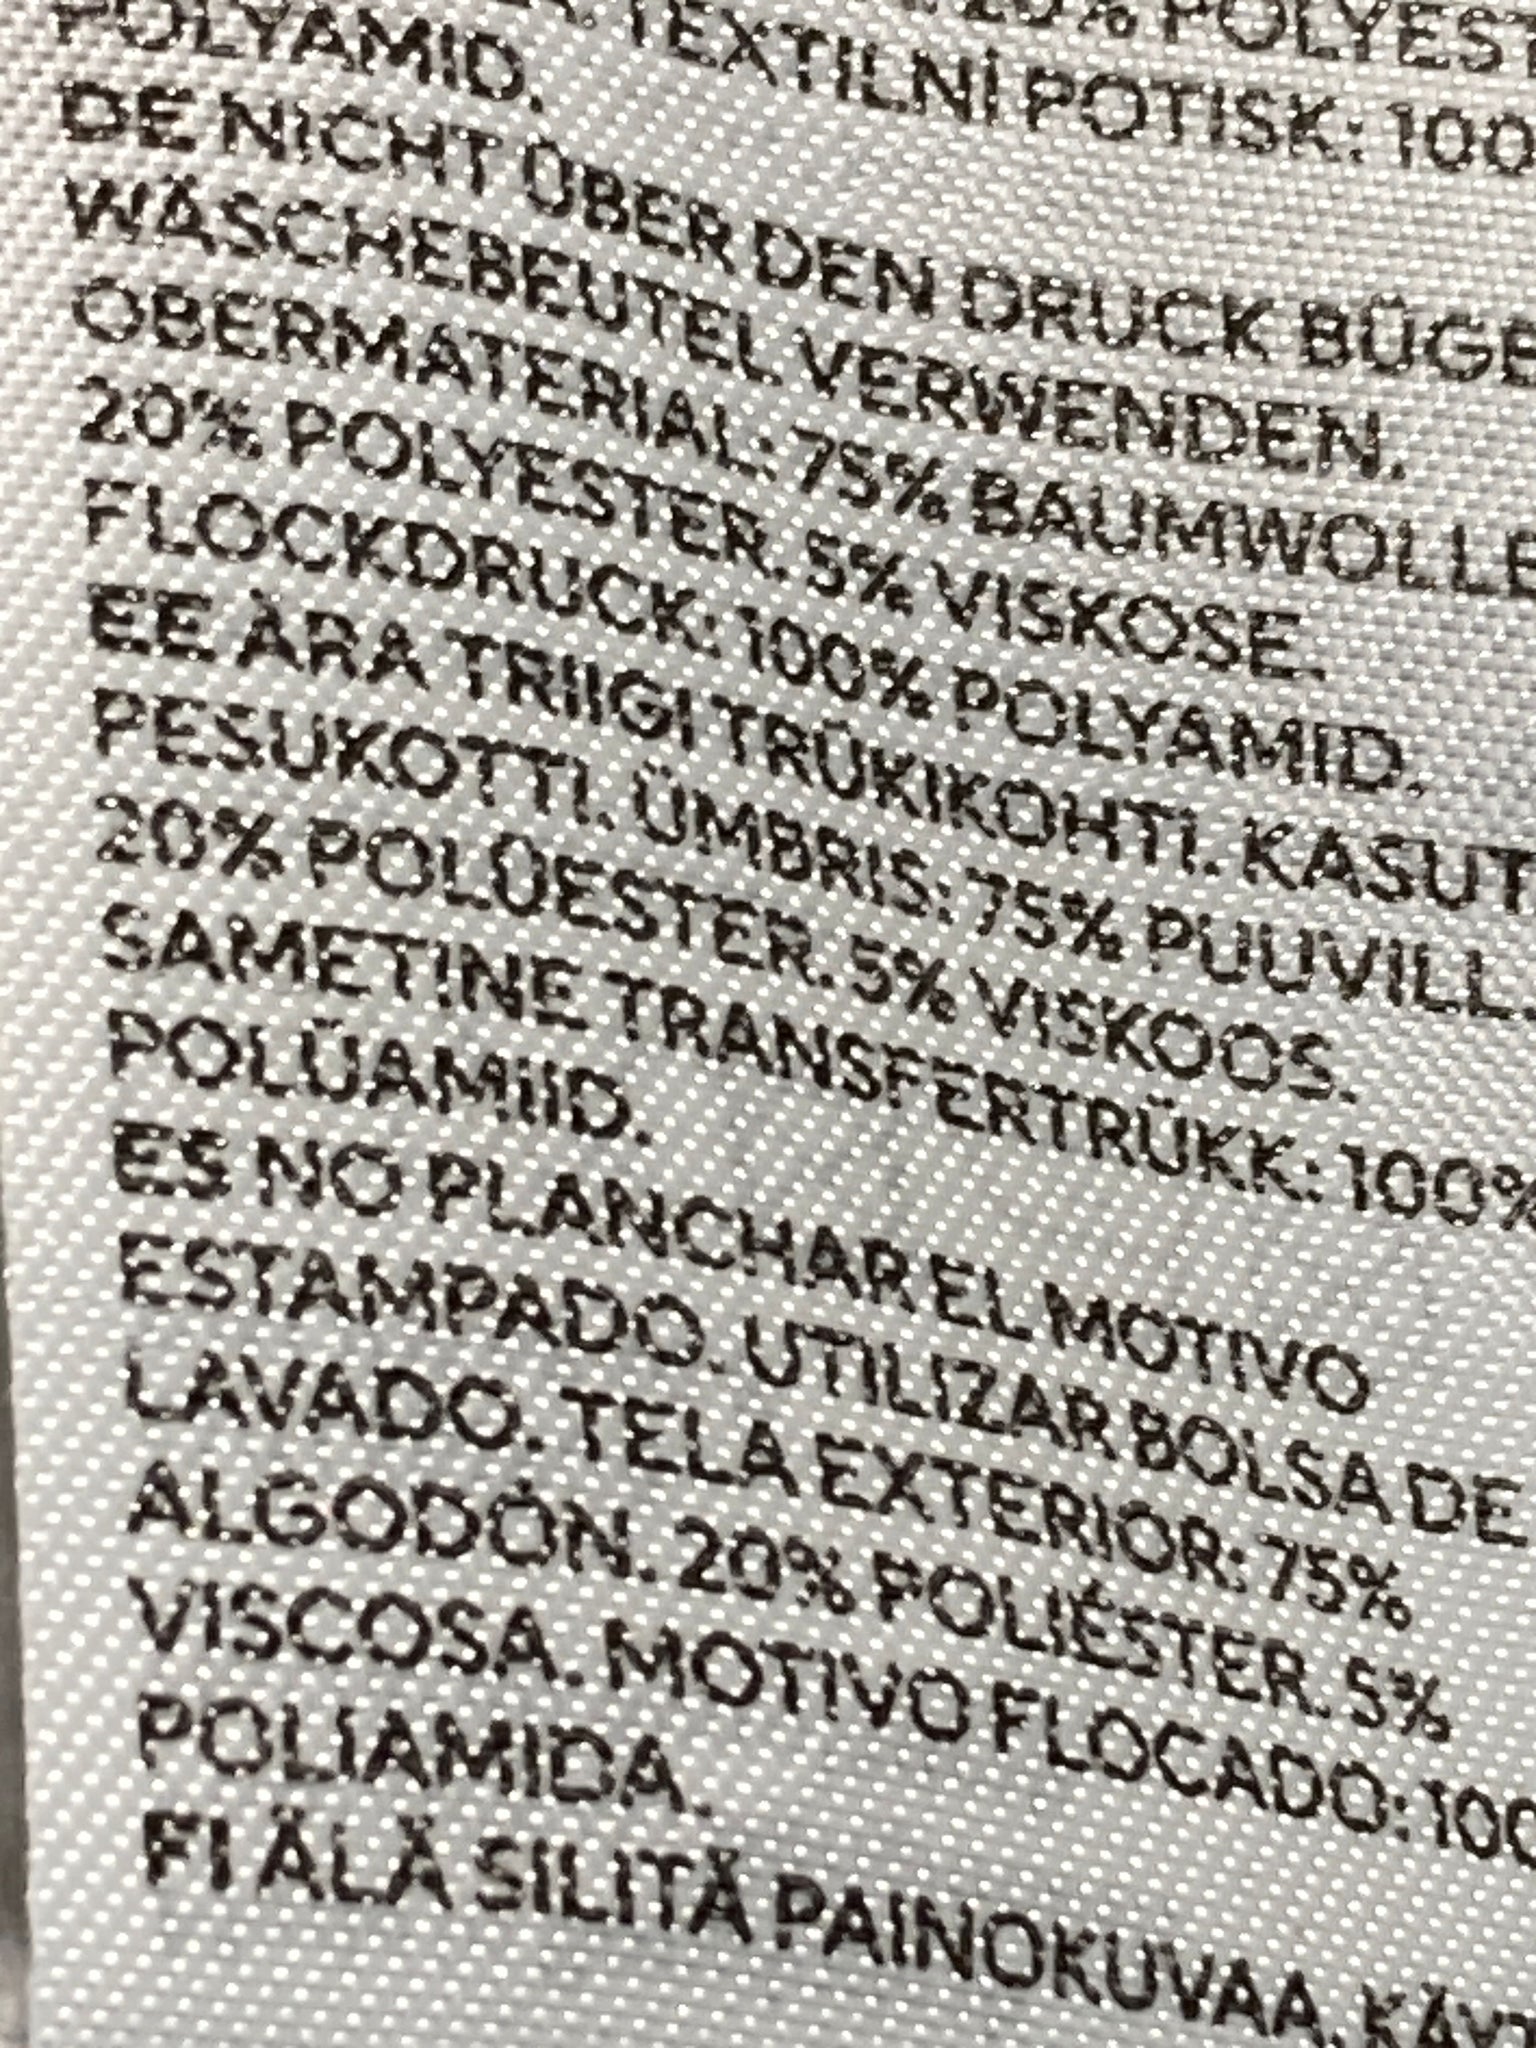 20% POLYEST
TEXTILNÍ POTISK: 100
POLYAMID.
DE NICHT ÜBER DEN DRUCK BÜGE
WÄSCHEBEUTEL VERWENDEN.
OBERMATERIAL: 75% BAUMWOLLE
20% POLYESTER. 5% VISKOSE.
FLOCKDRUCK: 100% POLYAMID.
EE ÄRA TRIIGI TRÜKIKOHTI. KASUT
PESUKOTTI. ÜMBRIS: 75% PUUVILL
20% POLÜESTER. 5% VISKOOS.
SAMETINE TRANSFERTRÜKK: 100%
POLÜAMIID.
ES NO PLANCHAR EL MOTIVO
ESTAMPADO. UTILIZAR BOLSA DE
LAVADO. TELA EXTERIOR: 75%
ALGODÓN. 20% POLIÉSTER. 5%
VISCOSA. MOTIVO FLOCADO: 100
POLIAMIDA.
FI ÄLÄ SILITÄ PAINOKUVAA. KÄYT